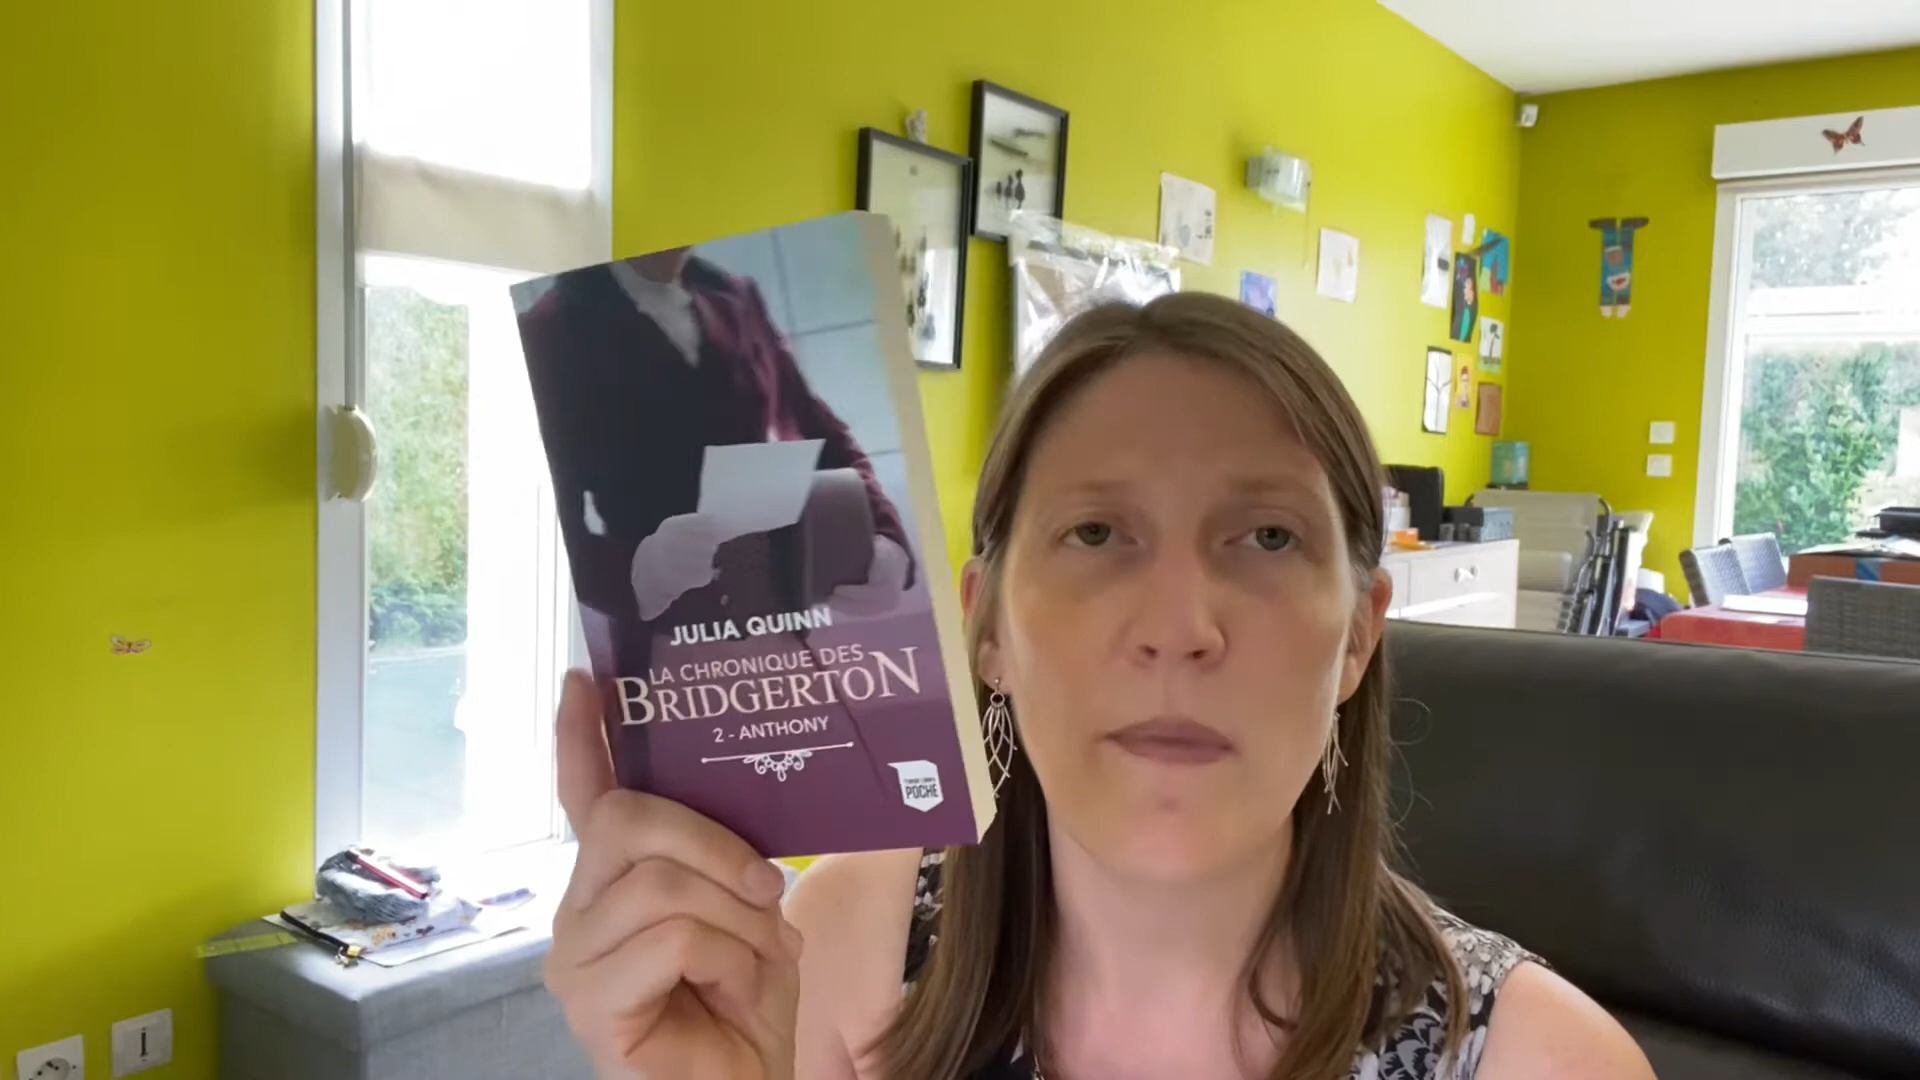 JULIA QUINN
LA CHRONIQUE DES
BRIDGERTON
2 - ANTHONY
POCHE